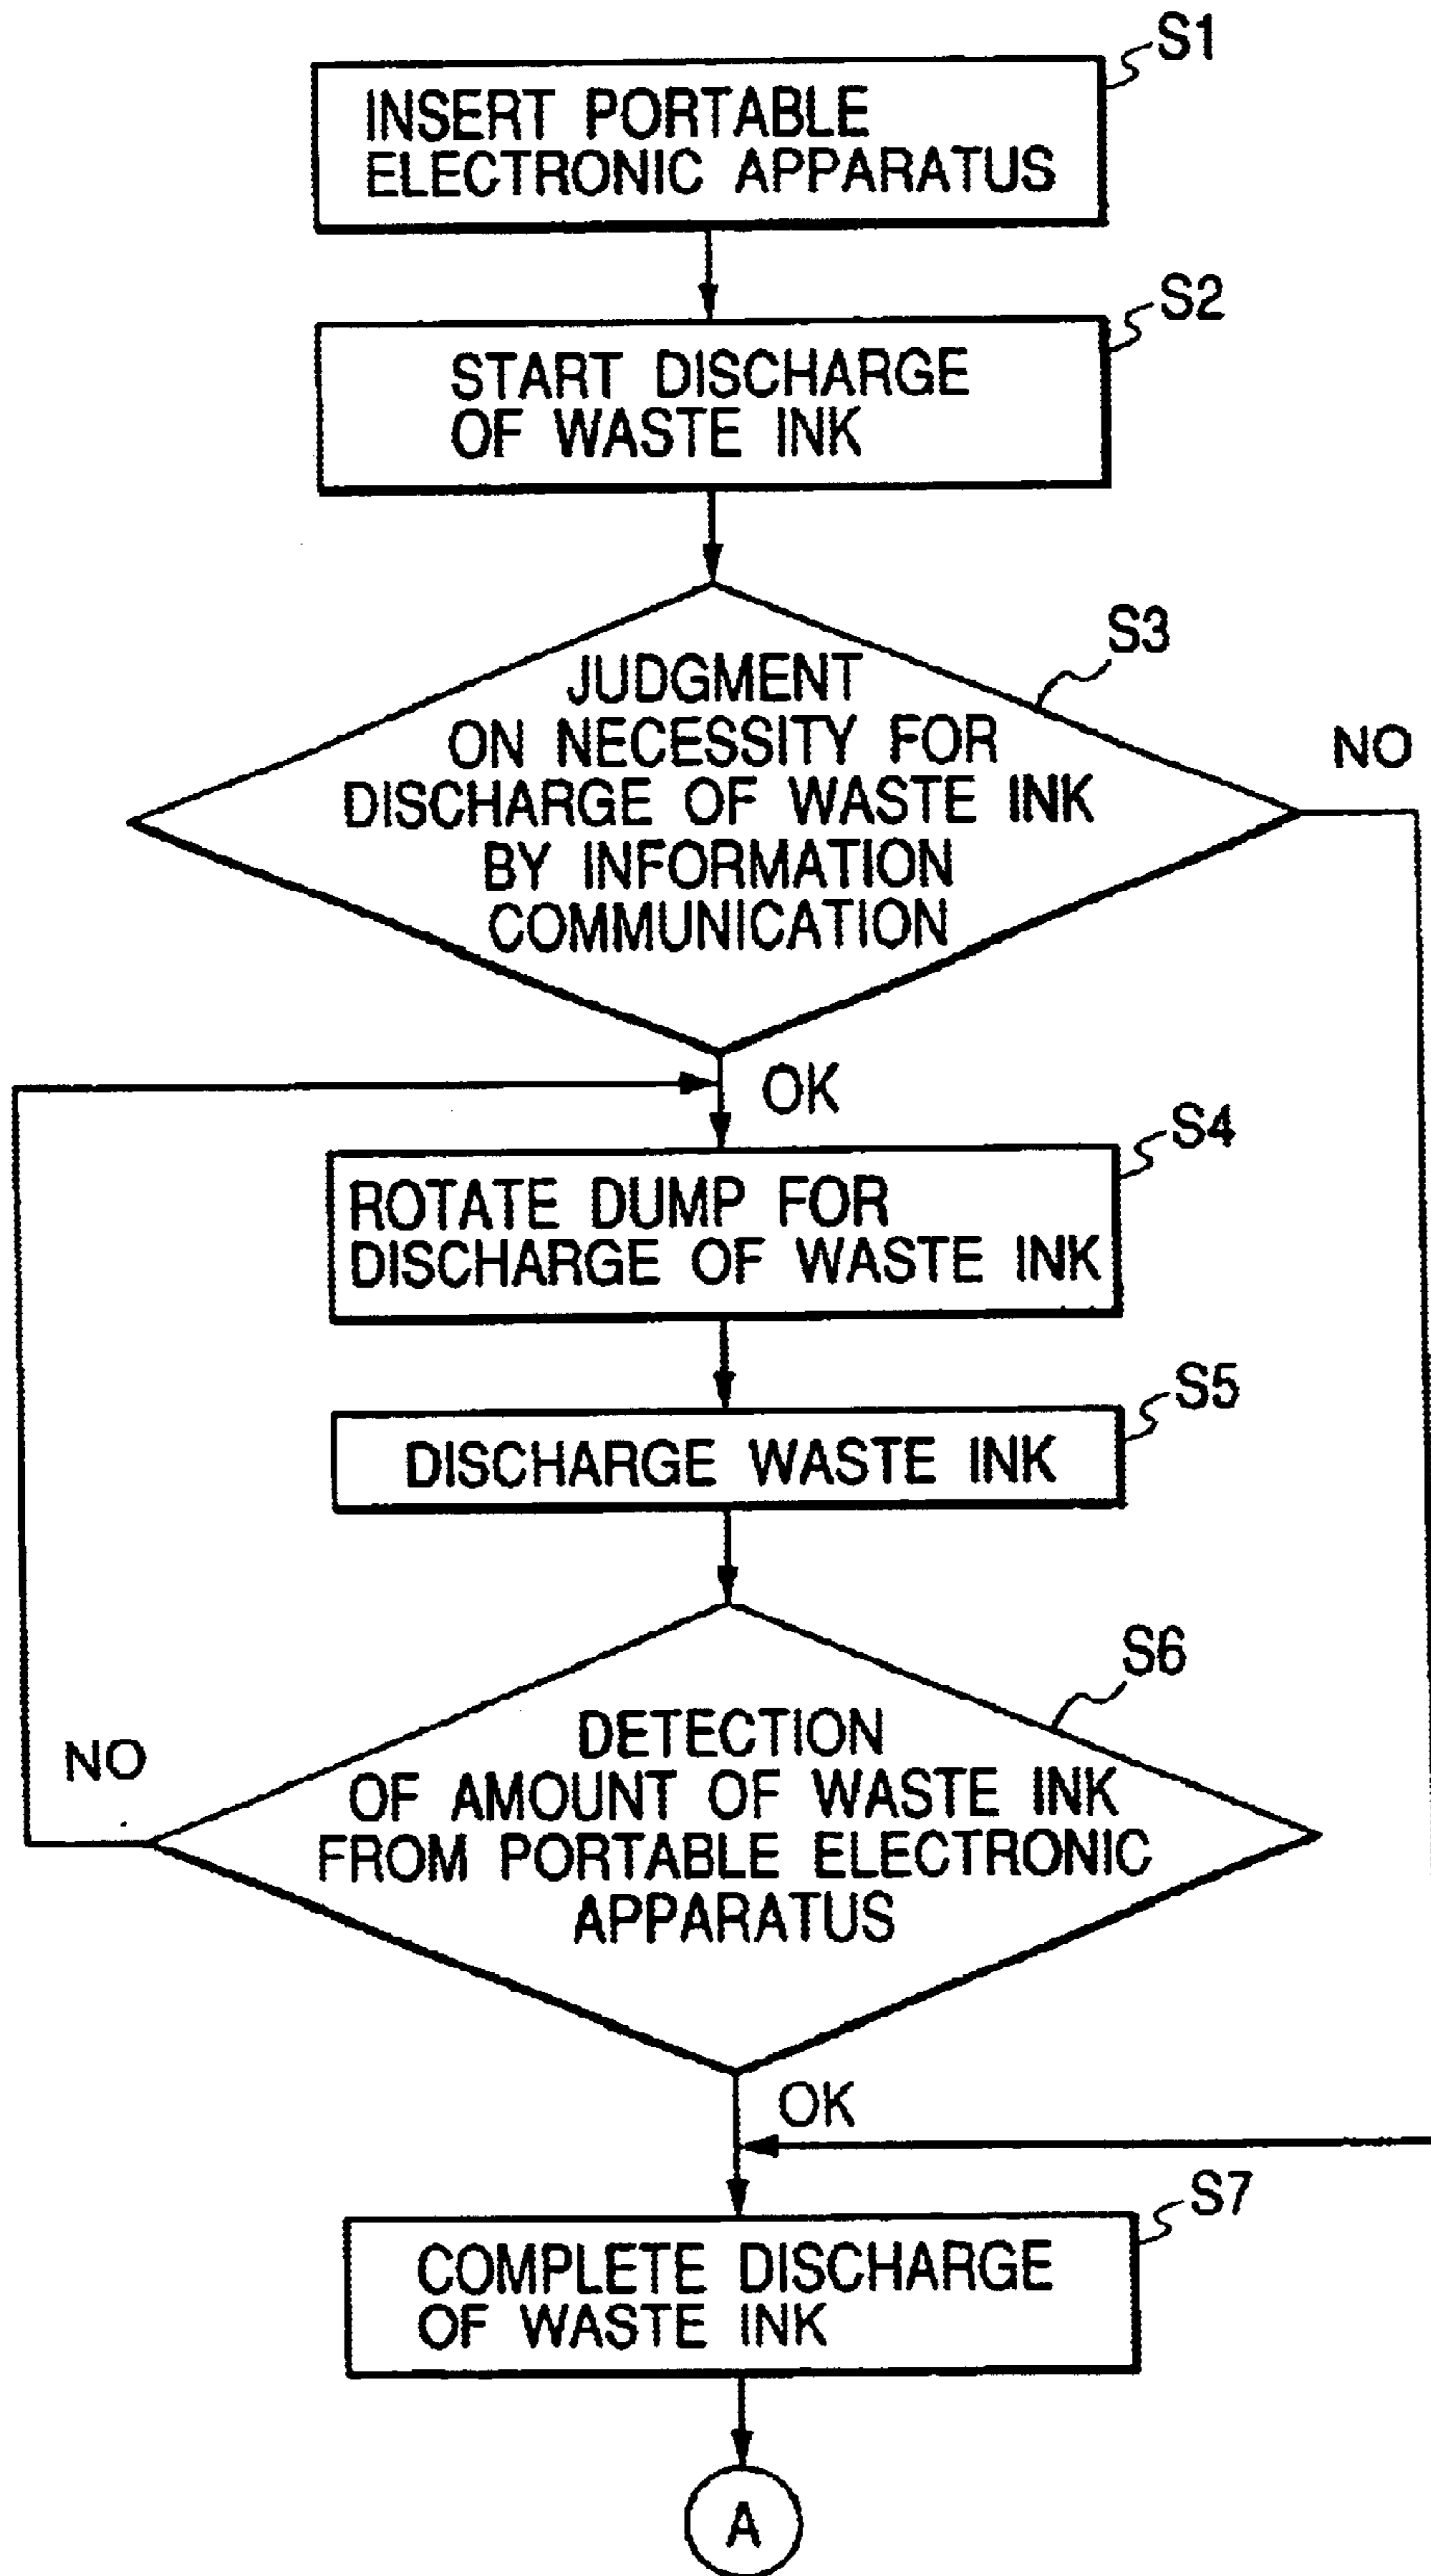 S1
INSERT PORTABLE
ELECTRONIC APPARATUS
S2
START DISCHARGE
OF WASTE INK
S3
JUDGMENT
ON NECESSITY FOR
DISCHARGE OF WASTE INK
BY INFORMATION
COMMUNICATION
NO
OK
S4
ROTATE DUMP FOR
DISCHARGE OF WASTE INK
S5
DISCHARGE WASTE INK
S6
DETECTION
OF AMOUNT OF WASTE INK
FROM PORTABLE ELECTRONIC
APPARATUS
NO
OK
S7
COMPLETE DISCHARGE
OF WASTE INK
A